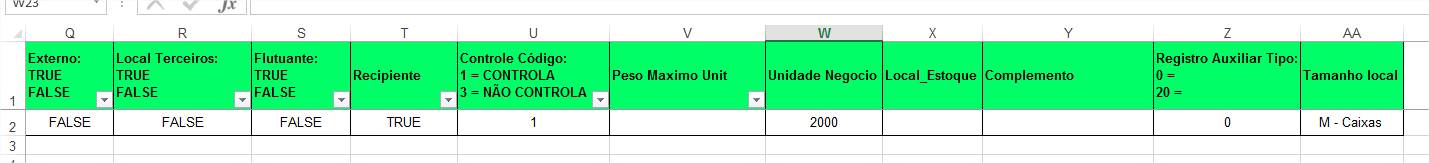 W23 fx
Q R S T U V W X Y Z AA
Externo:
TRUE
FALSE
Local Terceiros:
TRUE
FALSE
Flutuante:
TRUE
FALSE
Recipiente
Controle Código:
1 = CONTROLA
3 = NÃO CONTROLA
Peso Maximo Unit
Unidade Negocio
Local_Estoque
Complemento
Registro Auxiliar Tipo:
0 =
20 =
Tamanho local
1
2 FALSE FALSE FALSE TRUE 1 2000 0 M - Caixas
3